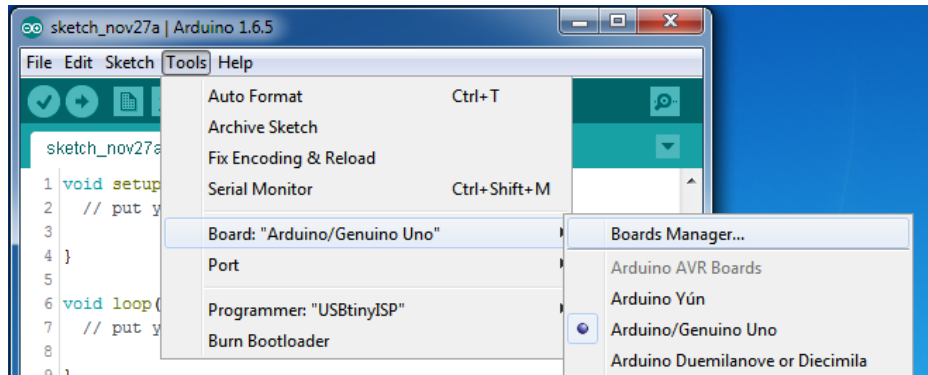 sketch_nov27a | Arduino 1.6.5
File Edit Sketch Tools Help
Auto Format Ctrl+T
Archive Sketch
sketch_nov27a
Fix Encoding & Reload
Serial Monitor Ctrl+Shift+M
1 void setup
2 // put y
3
4 }
5
6 void loop(
7 // put y
8
9 }
Board: "Arduino/Genuino Uno"
Port
Programmer: "USBtinyISP"
Burn Bootloader
Boards Manager...
Arduino AVR Boards
Arduino Yún
Arduino/Genuino Uno
Arduino Duemilanove or Diecimila